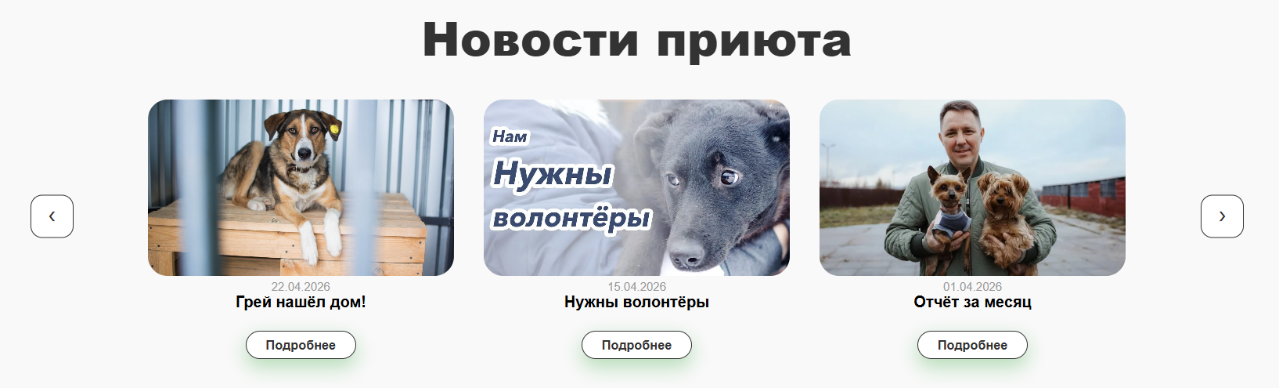 Новости приюта
Нам
Нужны
волонтёры
‹
›
22.04.2026
Грей нашёл дом!
15.04.2026
Нужны волонтёры
01.04.2026
Отчёт за месяц
Подробнее
Подробнее
Подробнее